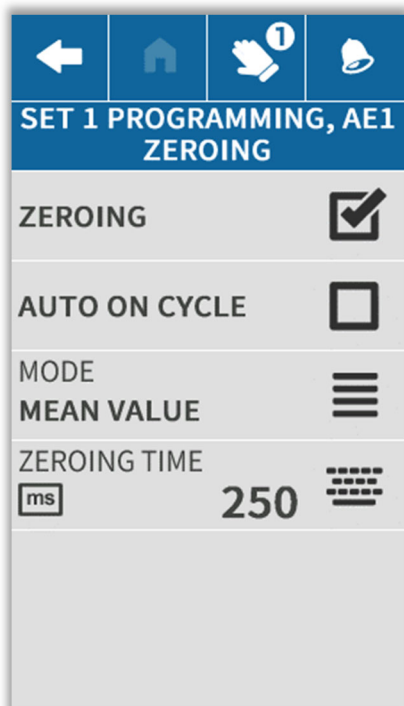 1
SET 1 PROGRAMMING, AE1
ZEROING
ZEROING
AUTO ON CYCLE
MODE
MEAN VALUE
ZEROING TIME
ms 250